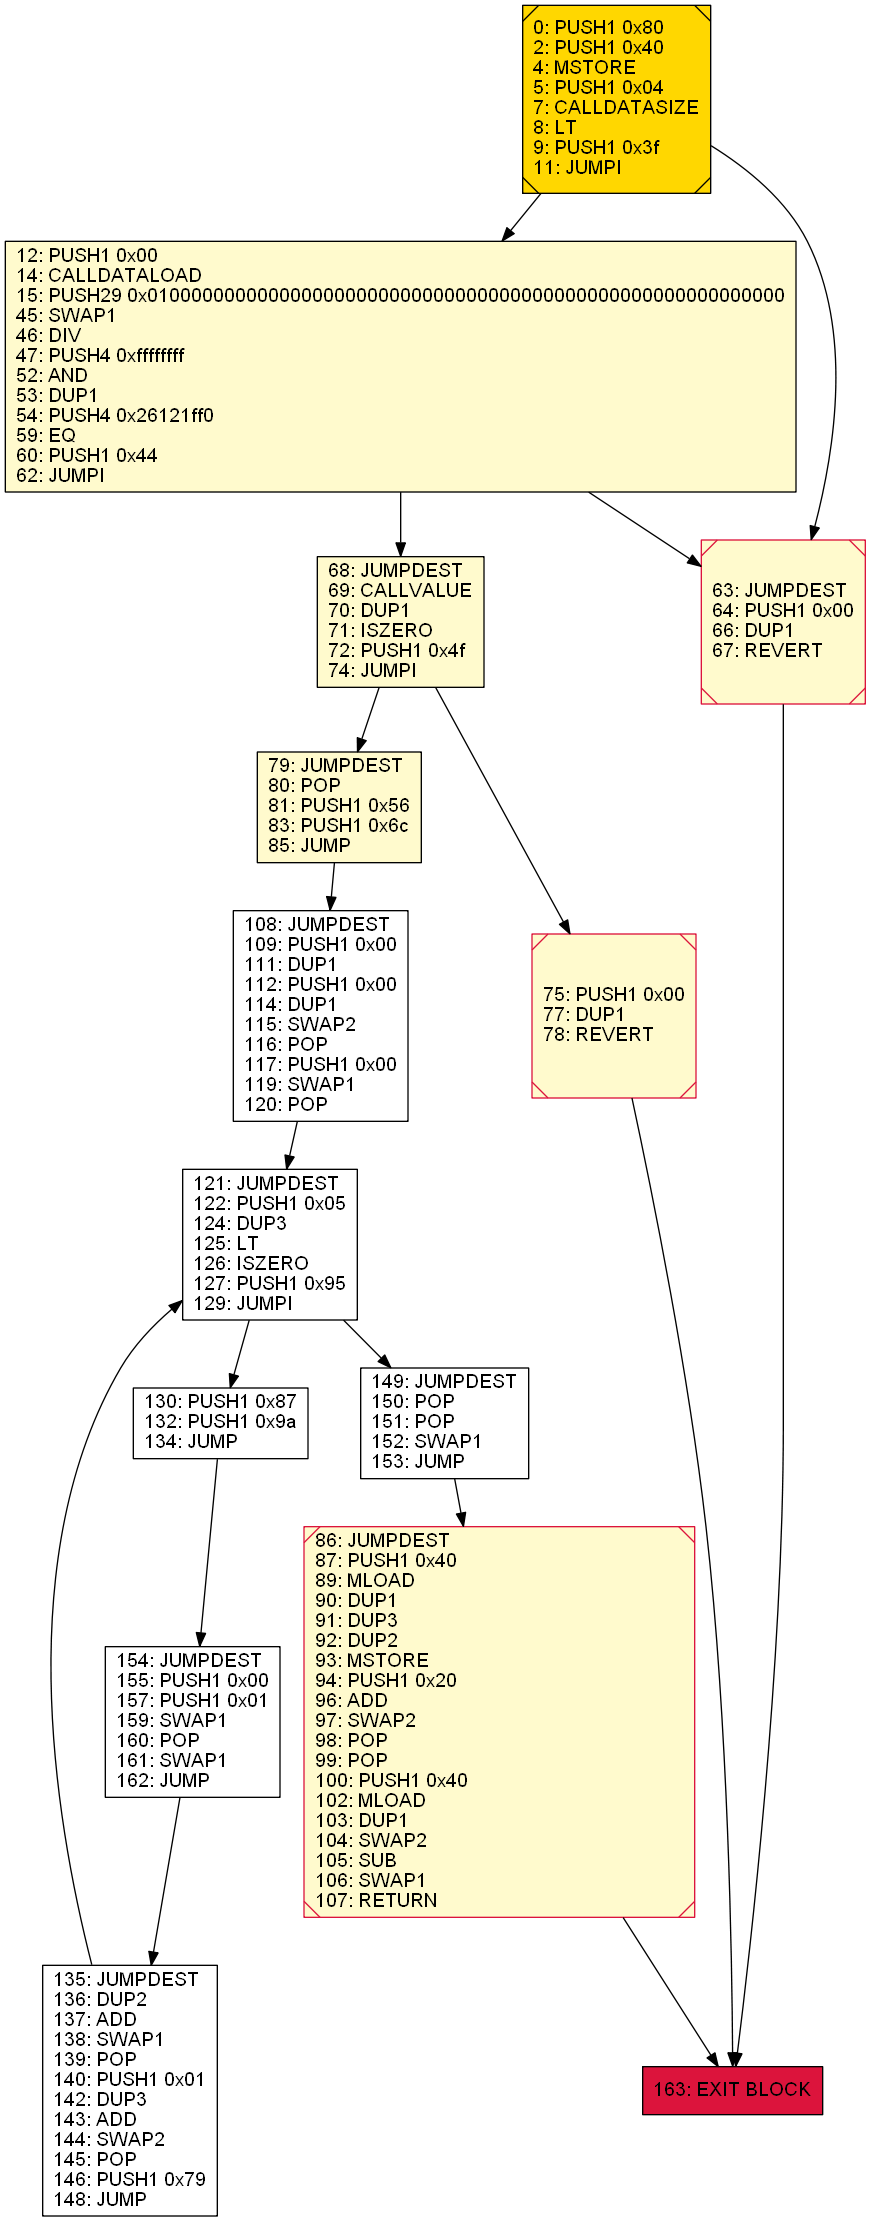 0: PUSH1 0x80
2: PUSH1 0x40
4: MSTORE
5: PUSH1 0x04
7: CALLDATASIZE
8: LT
9: PUSH1 0x3f
11: JUMPI
12: PUSH1 0x00
14: CALLDATALOAD
15: PUSH29 0x0100000000000000000000000000000000000000000000000000000000
45: SWAP1
46: DIV
47: PUSH4 0xffffffff
52: AND
53: DUP1
54: PUSH4 0x26121ff0
59: EQ
60: PUSH1 0x44
62: JUMPI
68: JUMPDEST
69: CALLVALUE
70: DUP1
71: ISZERO
72: PUSH1 0x4f
74: JUMPI
63: JUMPDEST
64: PUSH1 0x00
66: DUP1
67: REVERT
79: JUMPDEST
80: POP
81: PUSH1 0x56
83: PUSH1 0x6c
85: JUMP
108: JUMPDEST
109: PUSH1 0x00
111: DUP1
112: PUSH1 0x00
114: DUP1
115: SWAP2
116: POP
117: PUSH1 0x00
119: SWAP1
120: POP
75: PUSH1 0x00
77: DUP1
78: REVERT
121: JUMPDEST
122: PUSH1 0x05
124: DUP3
125: LT
126: ISZERO
127: PUSH1 0x95
129: JUMPI
130: PUSH1 0x87
132: PUSH1 0x9a
134: JUMP
149: JUMPDEST
150: POP
151: POP
152: SWAP1
153: JUMP
86: JUMPDEST
87: PUSH1 0x40
89: MLOAD
90: DUP1
91: DUP3
92: DUP2
93: MSTORE
94: PUSH1 0x20
96: ADD
97: SWAP2
98: POP
99: POP
100: PUSH1 0x40
102: MLOAD
103: DUP1
104: SWAP2
105: SUB
106: SWAP1
107: RETURN
154: JUMPDEST
155: PUSH1 0x00
157: PUSH1 0x01
159: SWAP1
160: POP
161: SWAP1
162: JUMP
135: JUMPDEST
136: DUP2
137: ADD
138: SWAP1
139: POP
140: PUSH1 0x01
142: DUP3
143: ADD
144: SWAP2
145: POP
146: PUSH1 0x79
148: JUMP
163: EXIT BLOCK